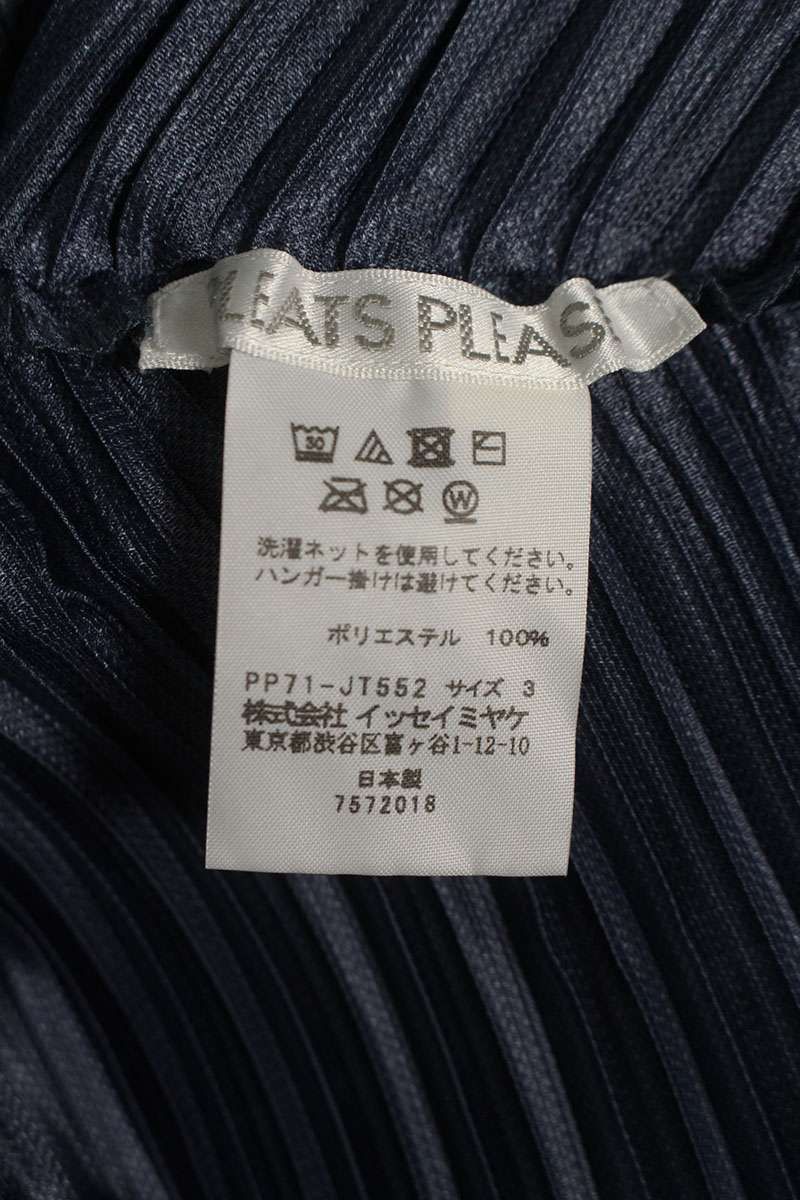 PLEATS PLEAS
30
W
洗濯ネットを使用してください。
ハンガー掛けは避けてください。
ポリエステル 100%
PP71-JT552 サイズ 3
株式会社 イッセイミヤケ
東京都渋谷区富ヶ谷1-12-10
日本製
7572018